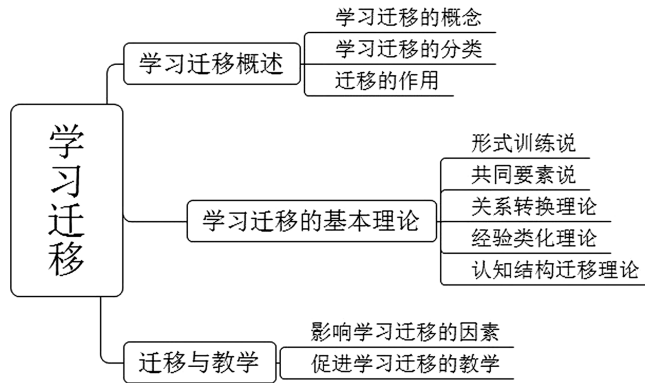 学习迁移
学习迁移概述
学习迁移的概念
学习迁移的分类
迁移的作用
学习迁移的基本理论
形式训练说
共同要素说
关系转换理论
经验类化理论
认知结构迁移理论
迁移与教学
影响学习迁移的因素
促进学习迁移的教学